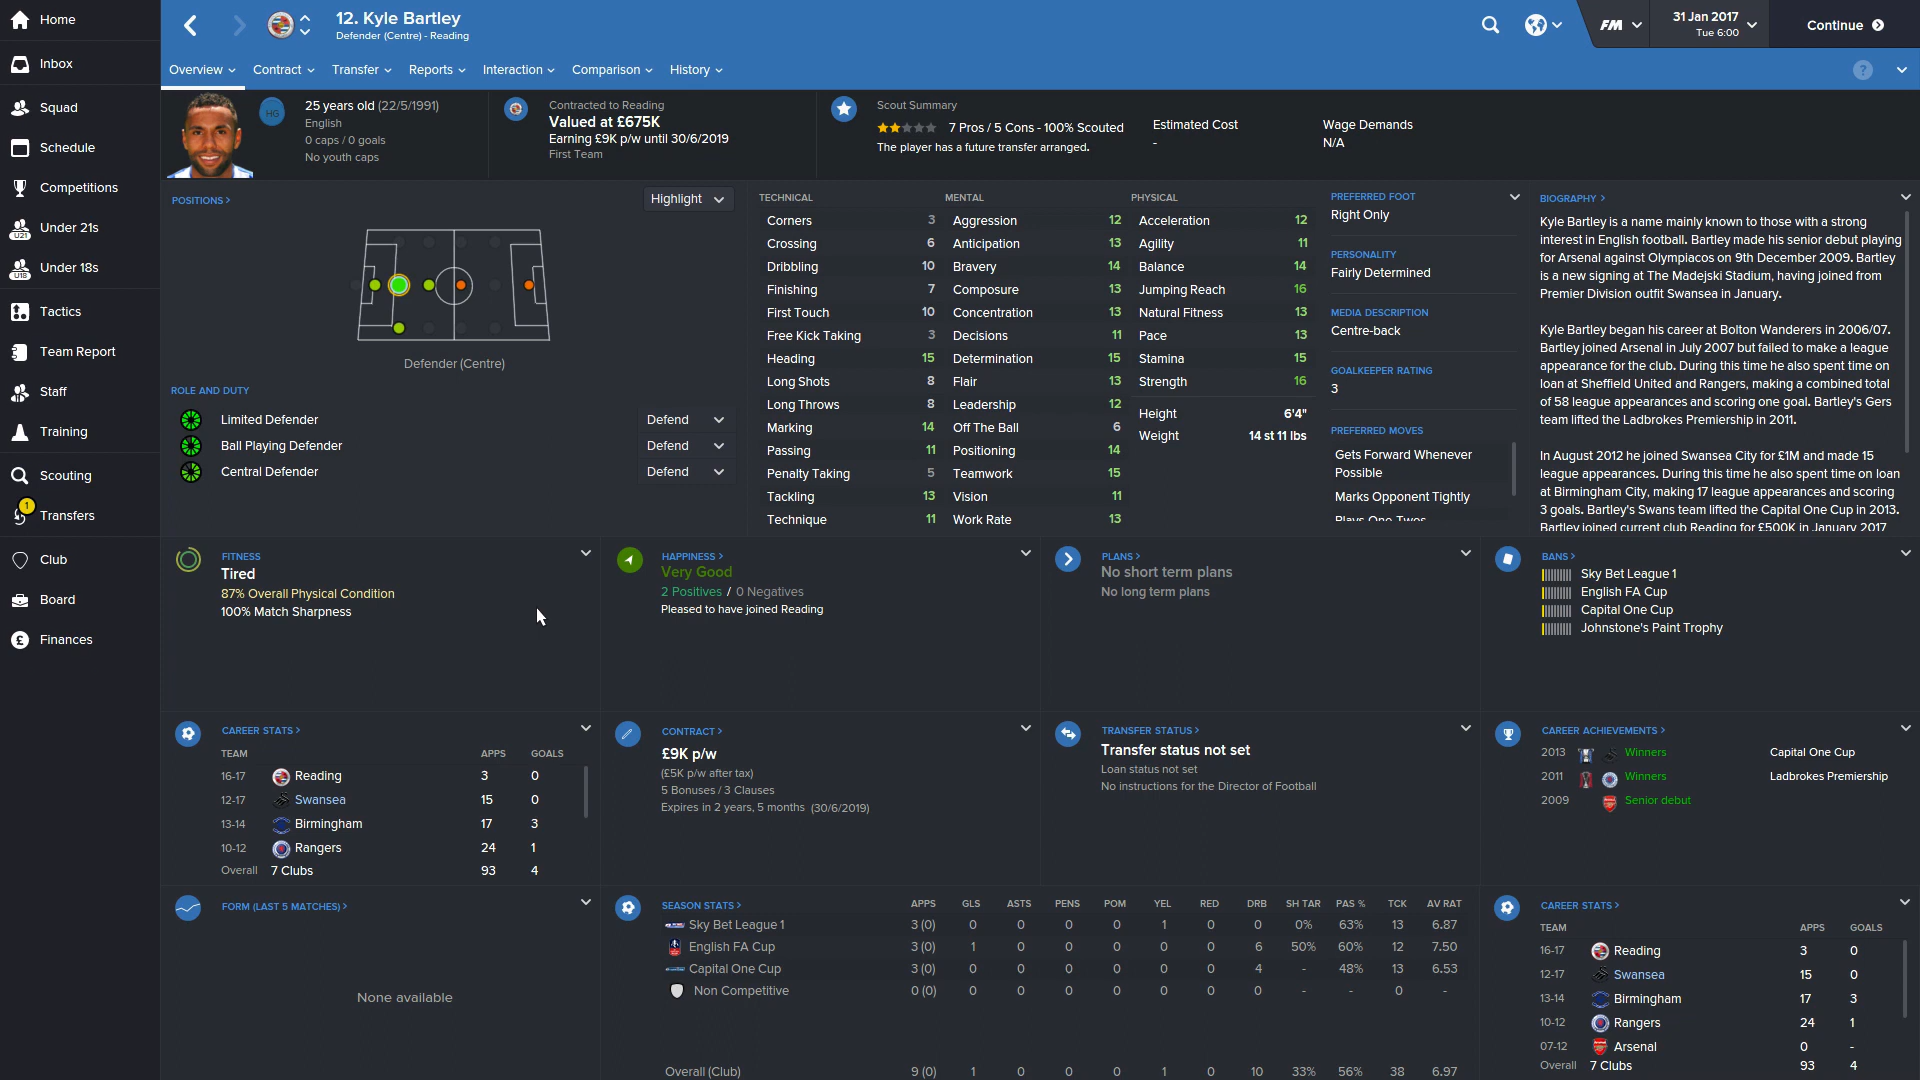 Home
Inbox
Squad
Schedule
Competitions
Under 21s
Under 18s
Tactics
Team Report
Staff
Training
Scouting
1
Transfers
Club
Board
Finances
12. Kyle Bartley
Defender (Centre) - Reading
FM
31 Jan 2017
Tue 6:00
Continue
Overview Contract Transfer Reports Interaction Comparison History
?
HG
25 years old (22/5/1991)
English
0 caps / 0 goals
No youth caps
Contracted to Reading
Valued at £675K
Earning £9K p/w until 30/6/2019
First Team
Scout Summary
7 Pros / 5 Cons - 100% Scouted
The player has a future transfer arranged.
Estimated Cost
-
Wage Demands
N/A
POSITIONS >
Highlight
Defender (Centre)
ROLE AND DUTY
Limited Defender Defend
Ball Playing Defender Defend
Central Defender Defend
TECHNICAL
Corners 3
Crossing 6
Dribbling 10
Finishing 7
First Touch 10
Free Kick Taking 3
Heading 15
Long Shots 8
Long Throws 8
Marking 14
Passing 11
Penalty Taking 5
Tackling 13
Technique 11
MENTAL
Aggression 12
Anticipation 13
Bravery 14
Composure 13
Concentration 13
Decisions 11
Determination 15
Flair 13
Leadership 12
Off The Ball 6
Positioning 14
Teamwork 15
Vision 11
Work Rate 13
PHYSICAL
Acceleration 12
Agility 11
Balance 14
Jumping Reach 16
Natural Fitness 13
Pace 13
Stamina 15
Strength 16
Height 6'4"
Weight 14 st 11 lbs
PREFERRED FOOT
Right Only
PERSONALITY
Fairly Determined
MEDIA DESCRIPTION
Centre-back
GOALKEEPER RATING
3
PREFERRED MOVES
Gets Forward Whenever
Possible
Marks Opponent Tightly
Plays One-Twos
BIOGRAPHY >
Kyle Bartley is a name mainly known to those with a strong
interest in English football. Bartley made his senior debut playing
for Arsenal against Olympiacos on 9th December 2009. Bartley
is a new signing at The Madejski Stadium, having joined from
Premier Division outfit Swansea in January.
Kyle Bartley began his career at Bolton Wanderers in 2006/07.
Bartley joined Arsenal in July 2007 but failed to make a league
appearance for the club. During this time he also spent time on
loan at Sheffield United and Rangers, making a combined total
of 58 league appearances and scoring one goal. Bartley's Gers
team lifted the Ladbrokes Premiership in 2011.
In August 2012 he joined Swansea City for £1M and made 15
league appearances. During this time he also spent time on loan
at Birmingham City, making 17 league appearances and scoring
3 goals. Bartley's Swans team lifted the Capital One Cup in 2013.
Bartley joined current club Reading for £500K in January 2017
FITNESS
Tired
87% Overall Physical Condition
100% Match Sharpness
HAPPINESS >
Very Good
2 Positives / 0 Negatives
Pleased to have joined Reading
PLANS >
No short term plans
No long term plans
BANS >
Sky Bet League 1
English FA Cup
Capital One Cup
Johnstone's Paint Trophy
CAREER STATS >
TEAM APPS GOALS
16-17 Reading 3 0
12-17 Swansea 15 0
13-14 Birmingham 17 3
10-12 Rangers 24 1
Overall 7 Clubs 93 4
CONTRACT >
£9K p/w
(£5K p/w after tax)
5 Bonuses / 3 Clauses
Expires in 2 years, 5 months (30/6/2019)
TRANSFER STATUS >
Transfer status not set
Loan status not set
No instructions for the Director of Football
CAREER ACHIEVEMENTS >
2013 Winners Capital One Cup
2011 Winners Ladbrokes Premiership
2009 Senior debut
FORM (LAST 5 MATCHES) >
None available
SEASON STATS > APPS GLS ASTS PENS POM YEL RED DRB SH TAR PAS % TCK AV RAT
Sky Bet League 1 3 (0) 0 0 0 0 1 0 0 0% 63% 13 6.87
English FA Cup 3 (0) 1 0 0 0 0 0 6 50% 60% 12 7.50
Capital One Cup 3 (0) 0 0 0 0 0 0 4 - 48% 13 6.53
Non Competitive 0 (0) 0 0 0 0 0 0 0 - - 0 -
Overall (Club) 9 (0) 1 0 0 0 1 0 10 33% 56% 38 6.97
CAREER STATS >
TEAM APPS GOALS
16-17 Reading 3 0
12-17 Swansea 15 0
13-14 Birmingham 17 3
10-12 Rangers 24 1
07-12 Arsenal 0 -
Overall 7 Clubs 93 4